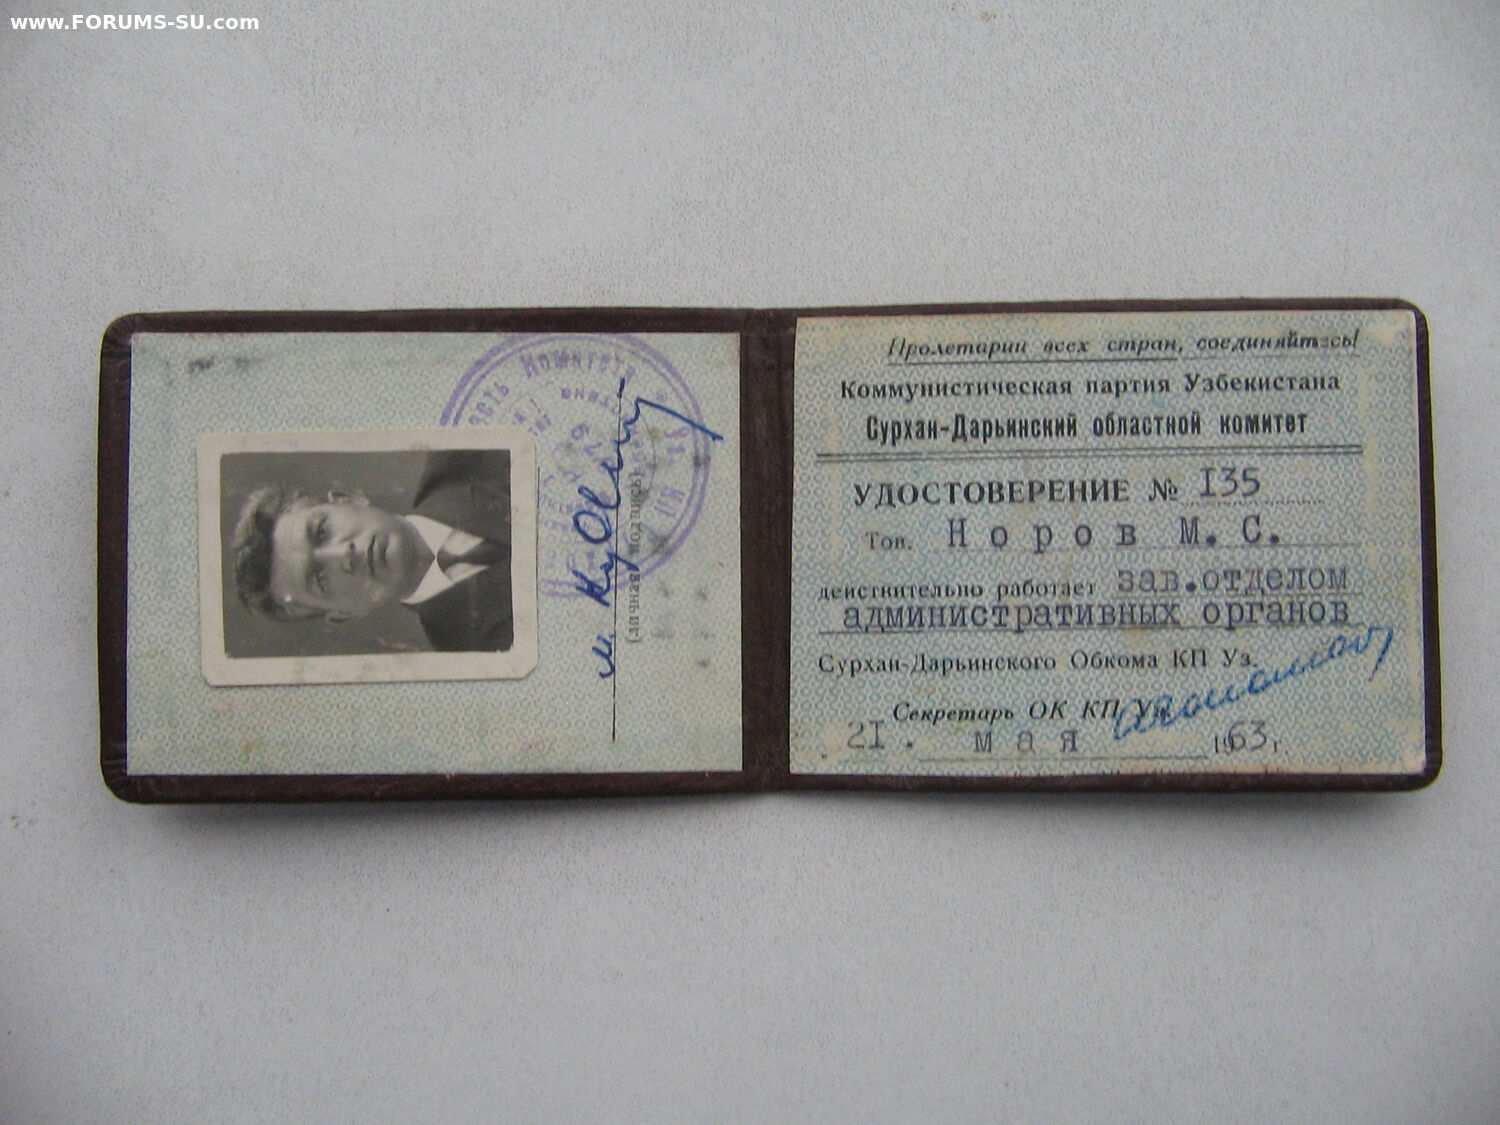 www.FORUMS-SU.com
(личная подпись)
Пролетарии всех стран, соединяйтесь!
Коммунистическая партия Узбекистана
Сурхан-Дарьинский областной комитет
УДОСТОВЕРЕНИЕ № I35
Тов. Норов М. С.
действительно работает зав.отделом
административных органов
Сурхан-Дарьинского Обкома КП Уз.
Секретарь ОК КП Уз.
2I. мая 1963 г.